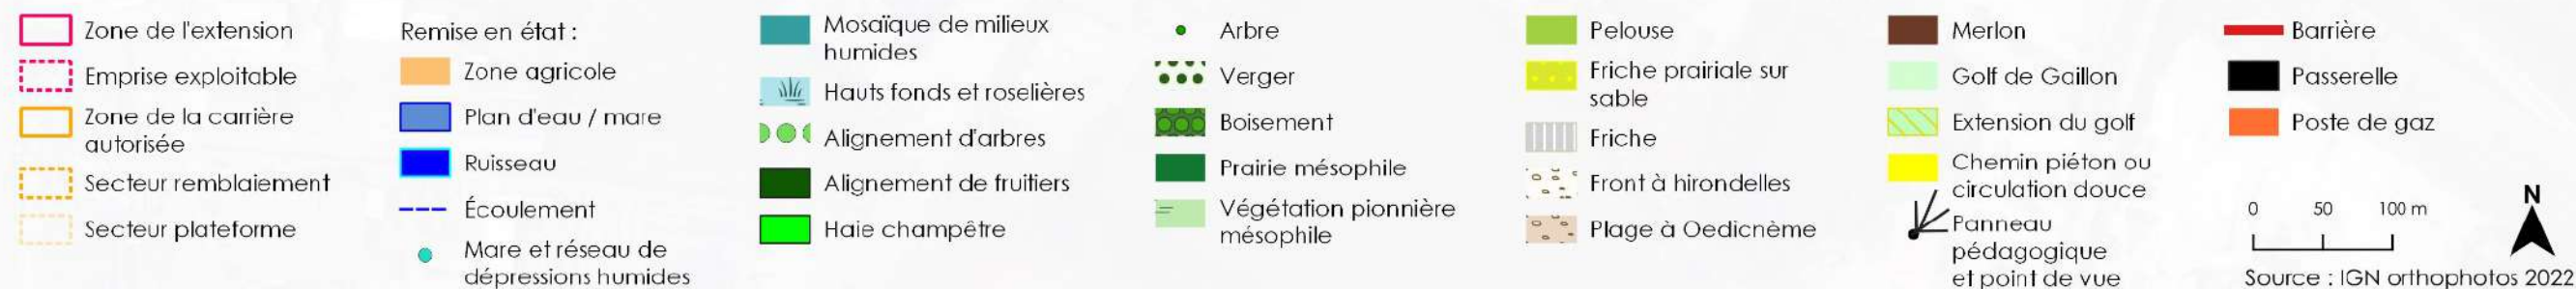 Zone de l'extension
Emprise exploitable
Zone de la carrière
autorisée
Secteur remblaiement
Secteur plateforme
Remise en état :
Zone agricole
Plan d'eau / mare
Ruisseau
Écoulement
Mare et réseau de
dépressions humides
Mosaïque de milieux
humides
Hauts fonds et roselières
Alignement d'arbres
Alignement de fruitiers
Haie champêtre
Arbre
Verger
Boisement
Prairie mésophile
Végétation pionnière
mésophile
Pelouse
Friche prairiale sur
sable
Friche
Front à hirondelles
Plage à Oedicnème
Merlon
Golf de Gaillon
Extension du golf
Chemin piéton ou
circulation douce
Panneau
pédagogique
et point de vue
Barrière
Passerelle
Poste de gaz
0 50 100 m
N
Source : IGN orthophotos 2022